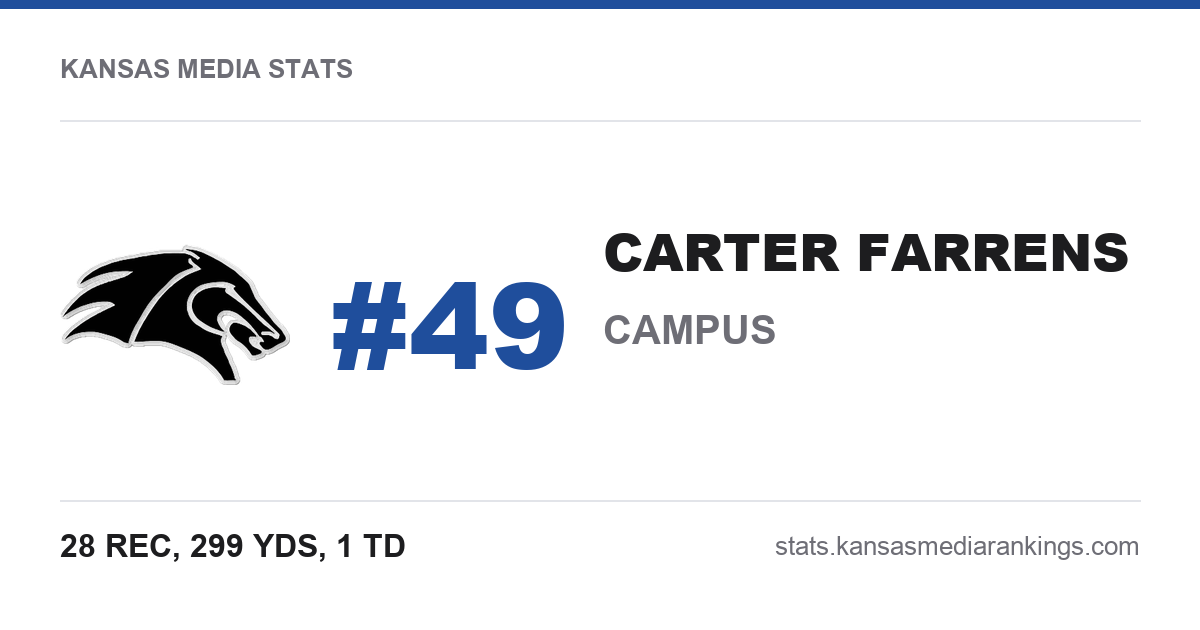 KANSAS MEDIA STATS
#49
CARTER FARRENS
CAMPUS
28 REC, 299 YDS, 1 TD
stats.kansasmediarankings.com